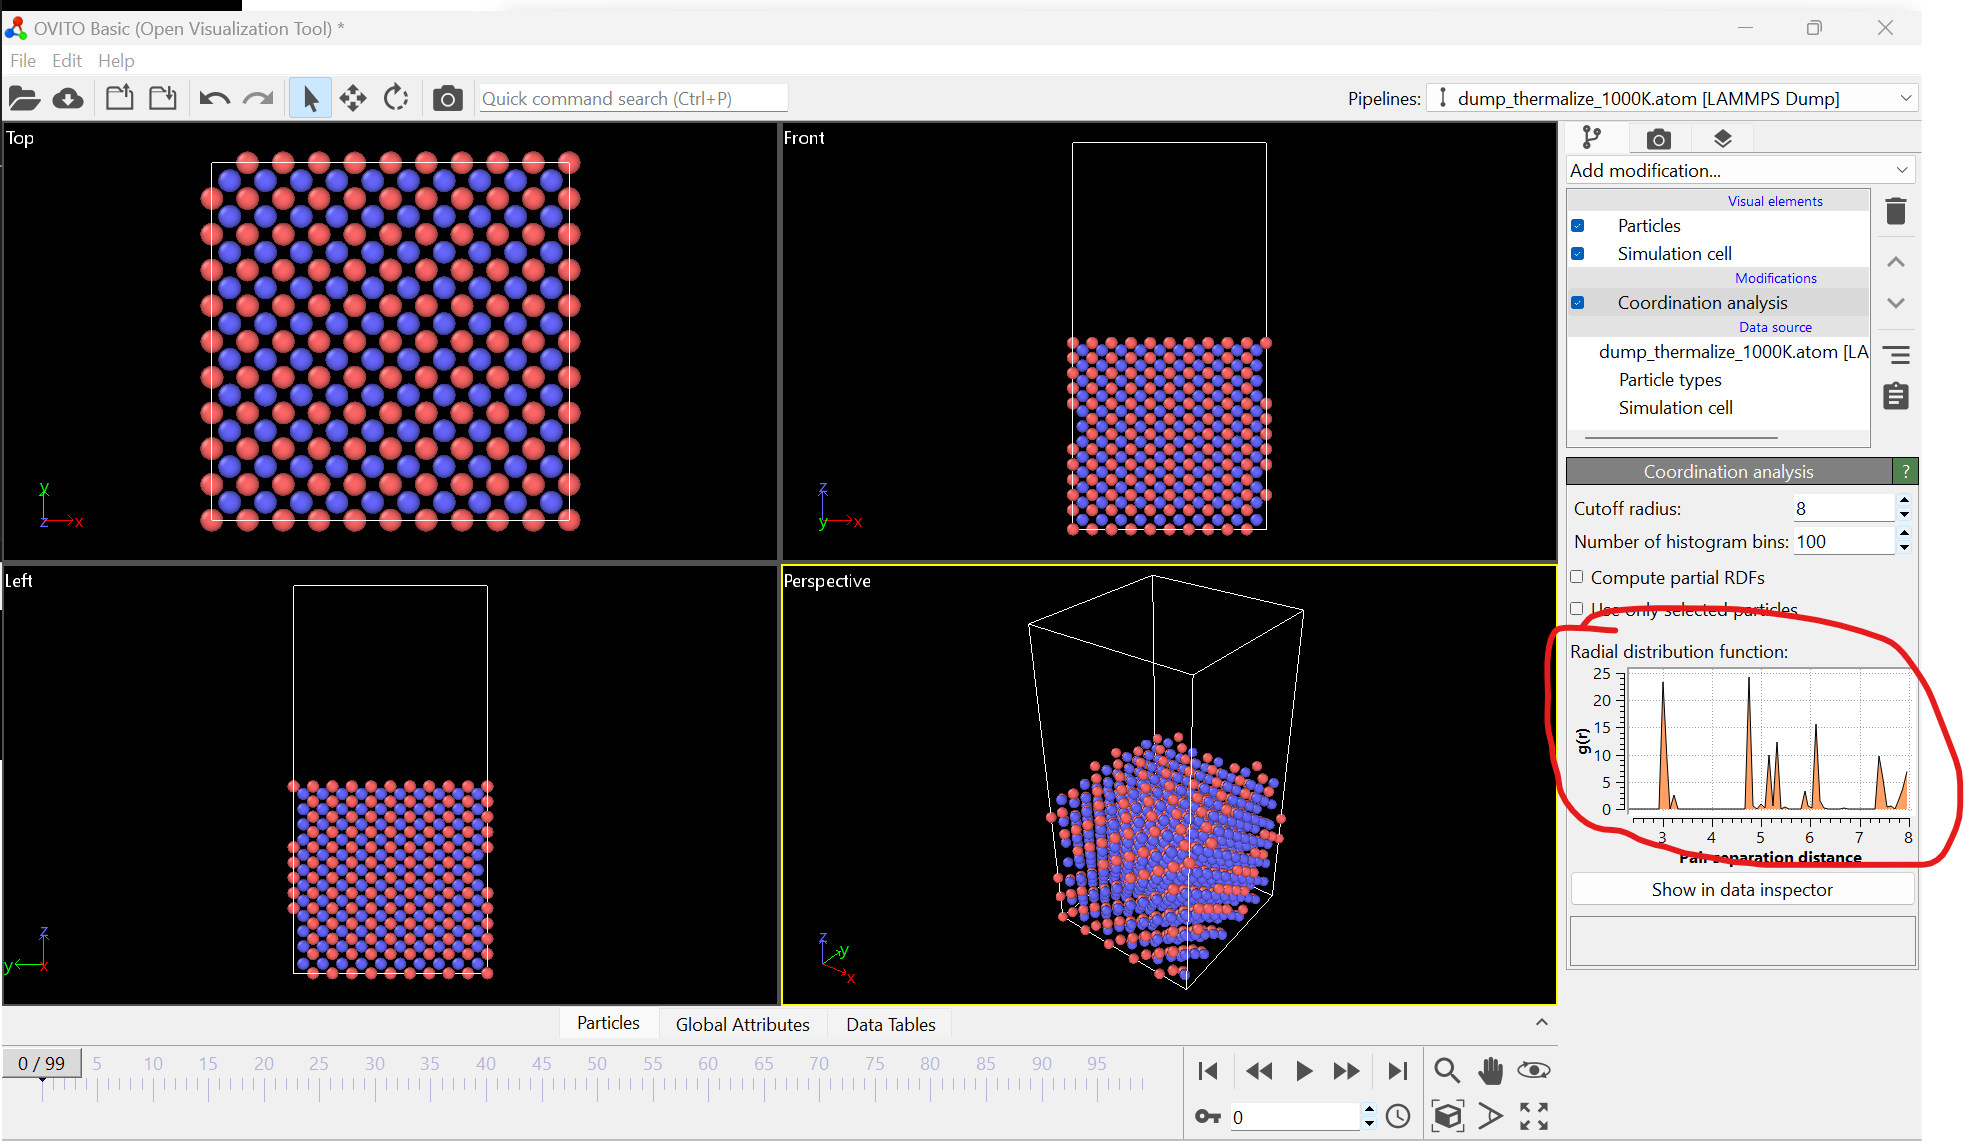 OVITO Basic (Open Visualization Tool) *
File Edit Help
Quick command search (Ctrl+P)
Pipelines: dump_thermalize_1000K.atom [LAMMPS Dump]
Top
Front
Left
Perspective
y
z x
z
y x
z
y x
z
y
x
Add modification...
Visual elements
Particles
Simulation cell
Modifications
Coordination analysis
Data source
dump_thermalize_1000K.atom [LA
Particle types
Simulation cell
Coordination analysis ?
Cutoff radius: 8
Number of histogram bins: 100
Compute partial RDFs
Use only selected particles
Radial distribution function:
25
20
15
10
5
0
g(r)
3 4 5 6 7 8
Pair separation distance
Show in data inspector
Particles Global Attributes Data Tables
0 / 99 5 10 15 20 25 30 35 40 45 50 55 60 65 70 75 80 85 90 95
0